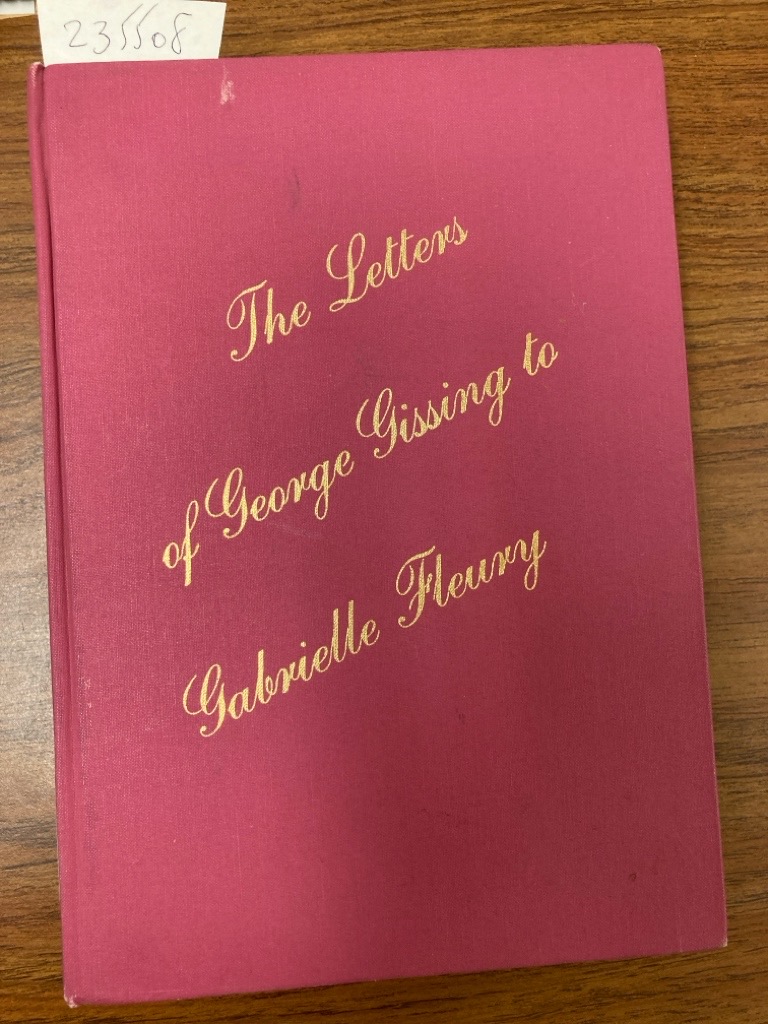 235508
The Letters
of George Gissing to
Gabrielle Fleury